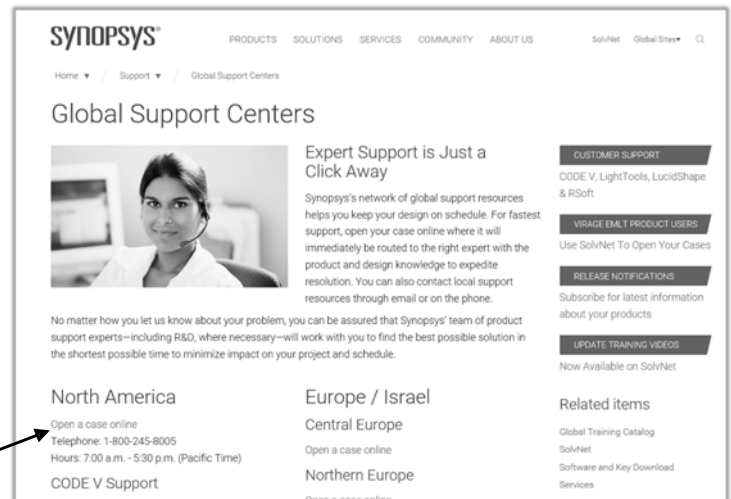 SYNOPSYS®
PRODUCTS SOLUTIONS SERVICES COMMUNITY ABOUT US SolvNet Global Sites▾
Home ▾ / Support ▾ / Global Support Centers
Global Support Centers
Expert Support is Just a
Click Away
Synopsys's network of global support resources
helps you keep your design on schedule. For fastest
support, open your case online where it will
immediately be routed to the right expert with the
product and design knowledge to expedite
resolution. You can also contact local support
resources through email or on the phone.
No matter how you let us know about your problem, you can be assured that Synopsys' team of product
support experts—including R&D, where necessary—will work with you to find the best possible solution in
the shortest possible time to minimize impact on your project and schedule.
North America
Open a case online
Telephone: 1-800-245-8005
Hours: 7:00 a.m. - 5:30 p.m. (Pacific Time)
CODE V Support
Europe / Israel
Central Europe
Open a case online
Northern Europe
Open a case online
CUSTOMER SUPPORT
CODE V, LightTools, LucidShape
& RSoft
VIRAGE EMLT PRODUCT USERS
Use SolvNet To Open Your Cases
RELEASE NOTIFICATIONS
Subscribe for latest information
about your products
UPDATE TRAINING VIDEOS
Now Available on SolvNet
Related items
Global Training Catalog
SolvNet
Software and Key Download
Services